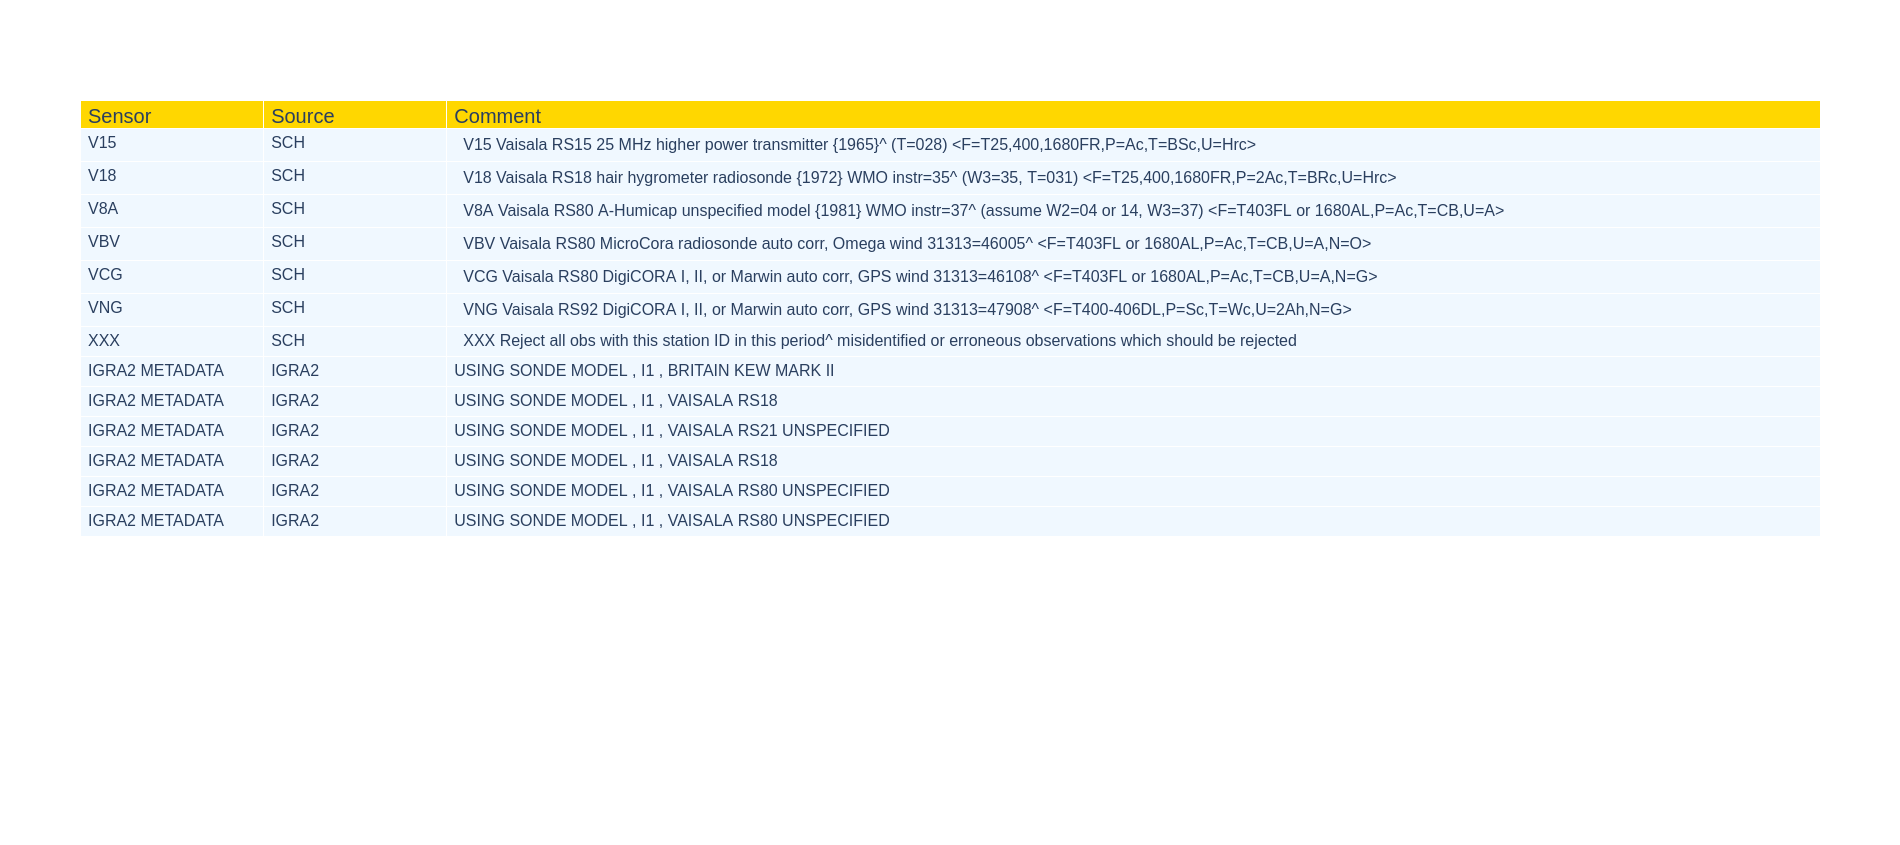 Sensor Source Comment
V15 SCH V15 Vaisala RS15 25 MHz higher power transmitter {1965}^ (T=028) <F=T25,400,1680FR,P=Ac,T=BSc,U=Hrc>
V18 SCH V18 Vaisala RS18 hair hygrometer radiosonde {1972} WMO instr=35^ (W3=35, T=031) <F=T25,400,1680FR,P=2Ac,T=BRc,U=Hrc>
V8A SCH V8A Vaisala RS80 A-Humicap unspecified model {1981} WMO instr=37^ (assume W2=04 or 14, W3=37) <F=T403FL or 1680AL,P=Ac,T=CB,U=A>
VBV SCH VBV Vaisala RS80 MicroCora radiosonde auto corr, Omega wind 31313=46005^ <F=T403FL or 1680AL,P=Ac,T=CB,U=A,N=O>
VCG SCH VCG Vaisala RS80 DigiCORA I, II, or Marwin auto corr, GPS wind 31313=46108^ <F=T403FL or 1680AL,P=Ac,T=CB,U=A,N=G>
VNG SCH VNG Vaisala RS92 DigiCORA I, II, or Marwin auto corr, GPS wind 31313=47908^ <F=T400-406DL,P=Sc,T=Wc,U=2Ah,N=G>
XXX SCH XXX Reject all obs with this station ID in this period^ misidentified or erroneous observations which should be rejected
IGRA2 METADATA IGRA2 USING SONDE MODEL , I1 , BRITAIN KEW MARK II
IGRA2 METADATA IGRA2 USING SONDE MODEL , I1 , VAISALA RS18
IGRA2 METADATA IGRA2 USING SONDE MODEL , I1 , VAISALA RS21 UNSPECIFIED
IGRA2 METADATA IGRA2 USING SONDE MODEL , I1 , VAISALA RS18
IGRA2 METADATA IGRA2 USING SONDE MODEL , I1 , VAISALA RS80 UNSPECIFIED
IGRA2 METADATA IGRA2 USING SONDE MODEL , I1 , VAISALA RS80 UNSPECIFIED